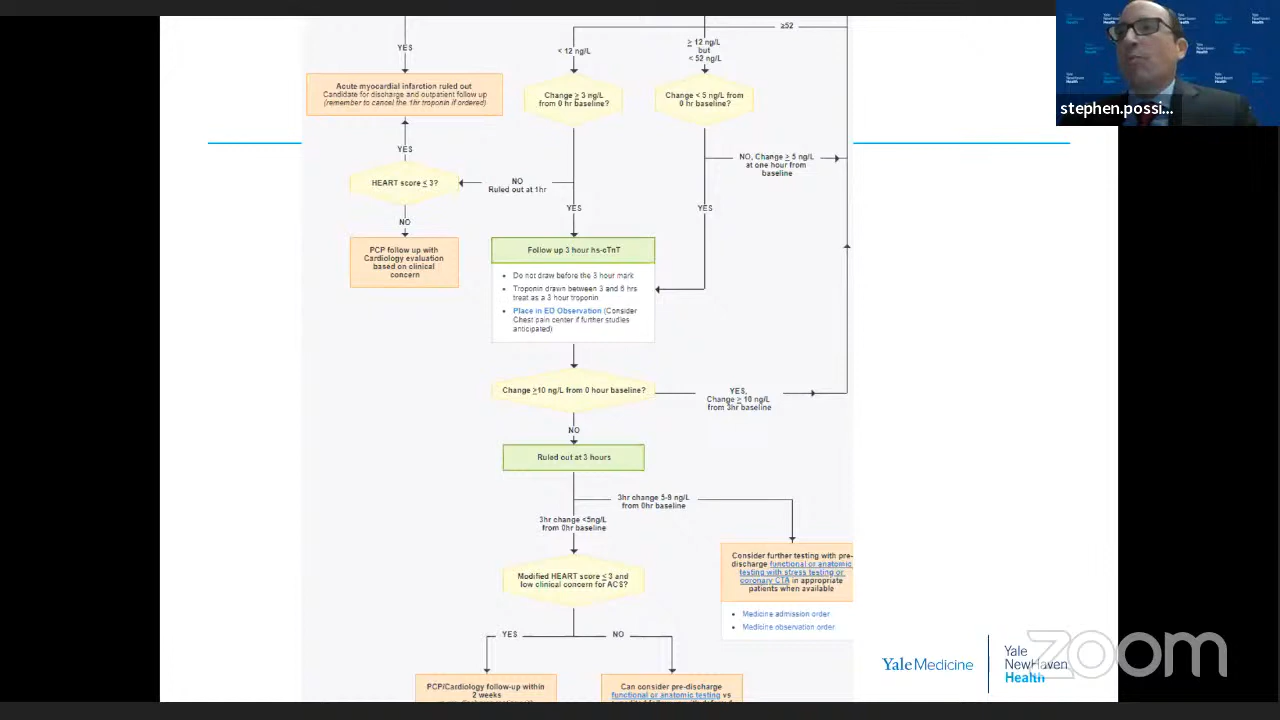 ≥52
YES
< 12 ng/L
≥ 12 ng/L
but
< 52 ng/L
Acute myocardial infarction ruled out
Candidate for discharge and outpatient follow up
(remember to cancel the 1hr troponin if ordered)
Change ≥ 3 ng/L
from 0 hr baseline?
Change < 5 ng/L from
0 hr baseline?
YES
NO, Change ≥ 5 ng/L
at one hour from
baseline
HEART score ≤ 3?
NO
Ruled out at 1hr
YES
YES
NO
PCP follow up with
Cardiology evaluation
based on clinical
concern
Follow up 3 hour hs-cTnT
• Do not draw before the 3 hour mark
• Troponin drawn between 3 and 6 hrs
treat as a 3 hour troponin
• Place in ED Observation (Consider
Chest pain center if further studies
anticipated)
Change ≥10 ng/L from 0 hour baseline?
YES,
Change ≥ 10 ng/L
from 3hr baseline
NO
Ruled out at 3 hours
3hr change 5-9 ng/L
from 0hr baseline
3hr change <5ng/L
from 0hr baseline
Consider further testing with pre-
discharge functional or anatomic
testing with stress testing or
coronary CTA in appropriate
patients when available
• Medicine admission order
• Medicine observation order
Modified HEART score ≤ 3 and
low clinical concern for ACS?
YES
NO
PCP/Cardiology follow-up within
2 weeks
Can consider pre-discharge
functional or anatomic testing vs
Yale Medicine
Yale
NewHaven
Health
zoom
stephen.possi...